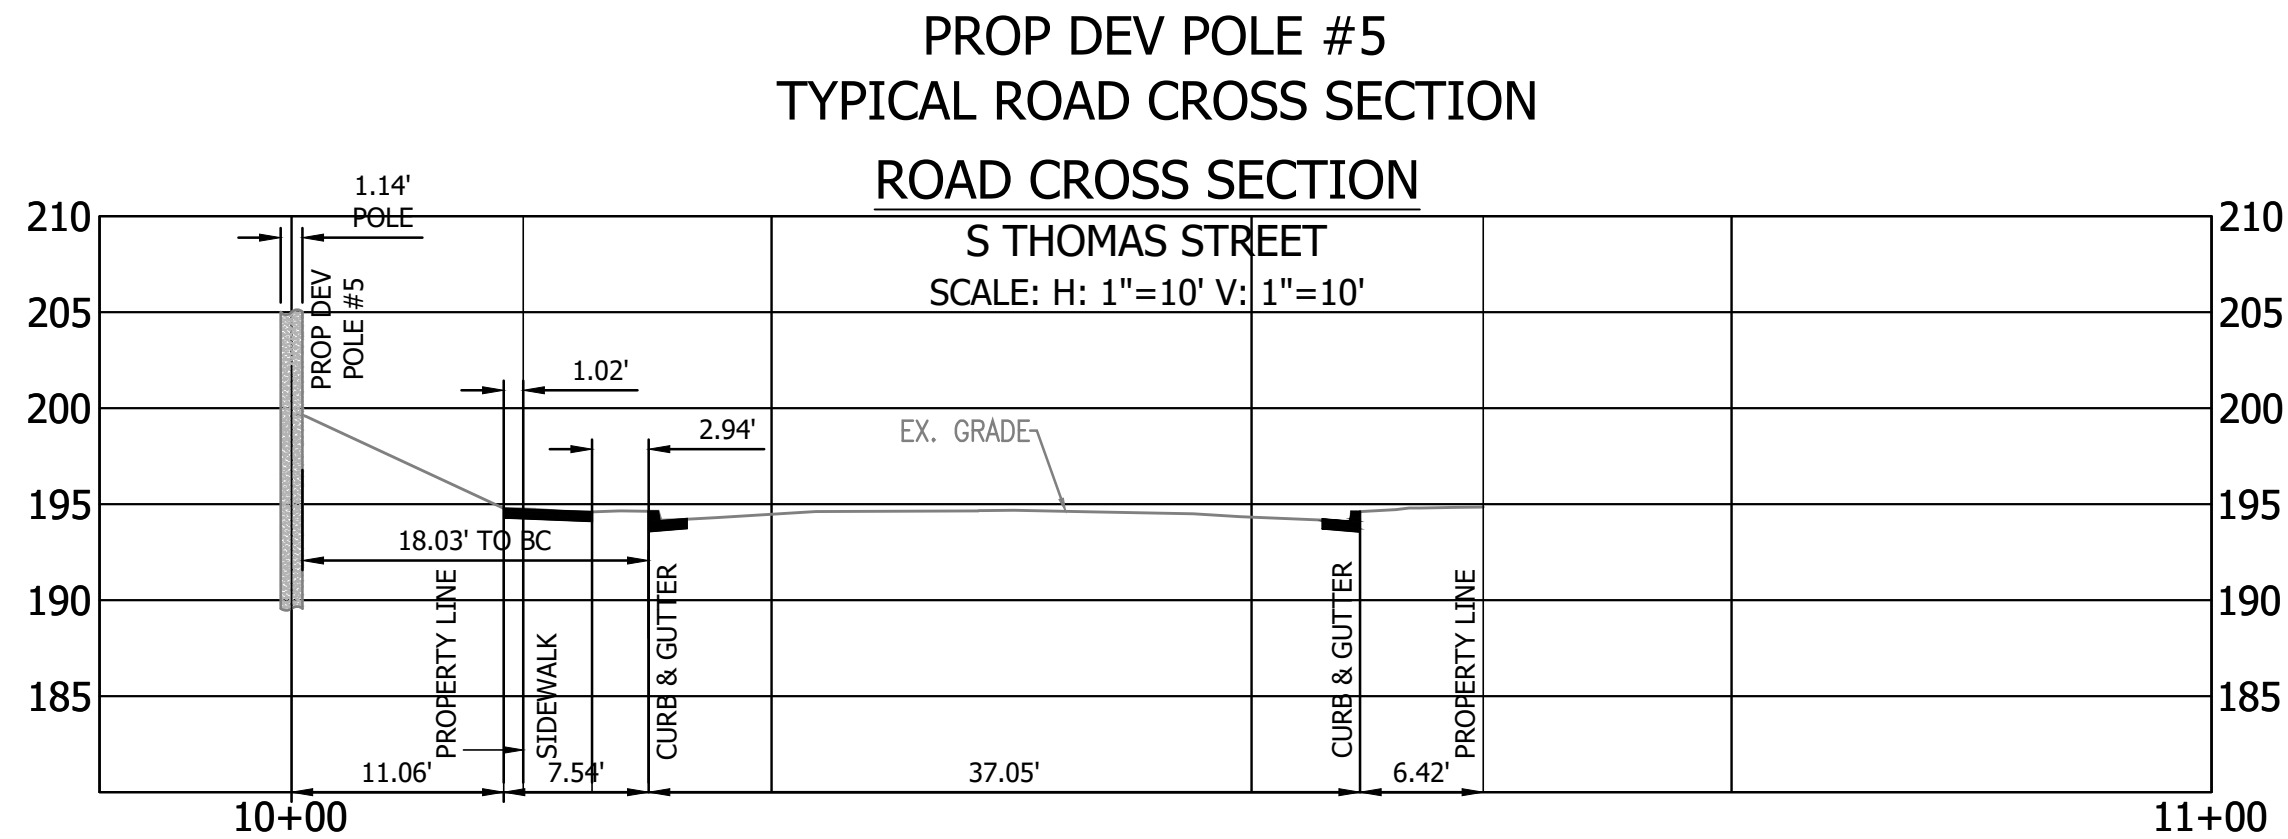 PROP DEV POLE #5
TYPICAL ROAD CROSS SECTION
ROAD CROSS SECTION
S THOMAS STREET
SCALE: H: 1"=10' V: 1"=10'
1.14'
POLE
210
210
205
205
PROP DEV
POLE #5
1.02'
200
200
2.94'
EX. GRADE
195
195
18.03' TO BC
190
190
PROPERTY LINE
SIDEWALK
CURB & GUTTER
CURB & GUTTER
PROPERTY LINE
185
185
11.06'
7.54'
37.05'
6.42'
10+00
11+00